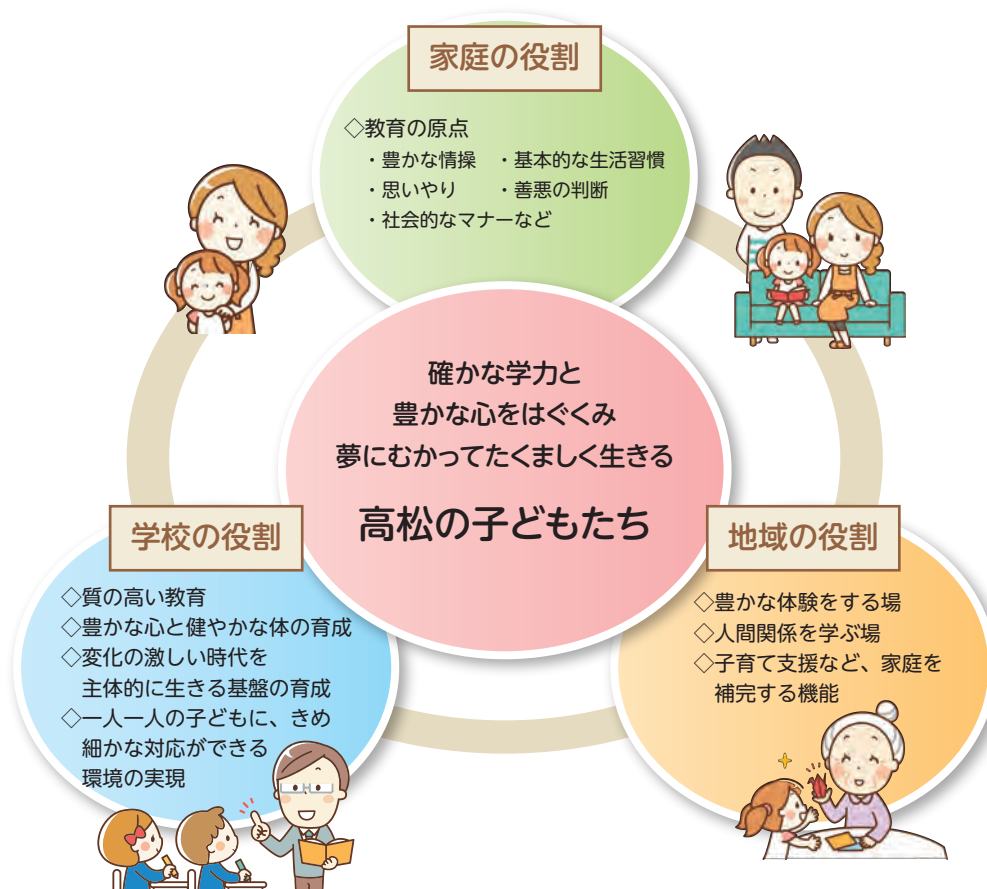 家庭の役割
◇教育の原点
・豊かな情操 ・基本的な生活習慣
・思いやり ・善悪の判断
・社会的なマナーなど
確かな学力と
豊かな心をはぐくみ
夢にむかってたくましく生きる
高松の子どもたち
学校の役割
◇質の高い教育
◇豊かな心と健やかな体の育成
◇変化の激しい時代を
主体的に生きる基盤の育成
◇一人一人の子どもに、きめ
細かな対応ができる
環境の実現
地域の役割
◇豊かな体験をする場
◇人間関係を学ぶ場
◇子育て支援など、家庭を
補完する機能